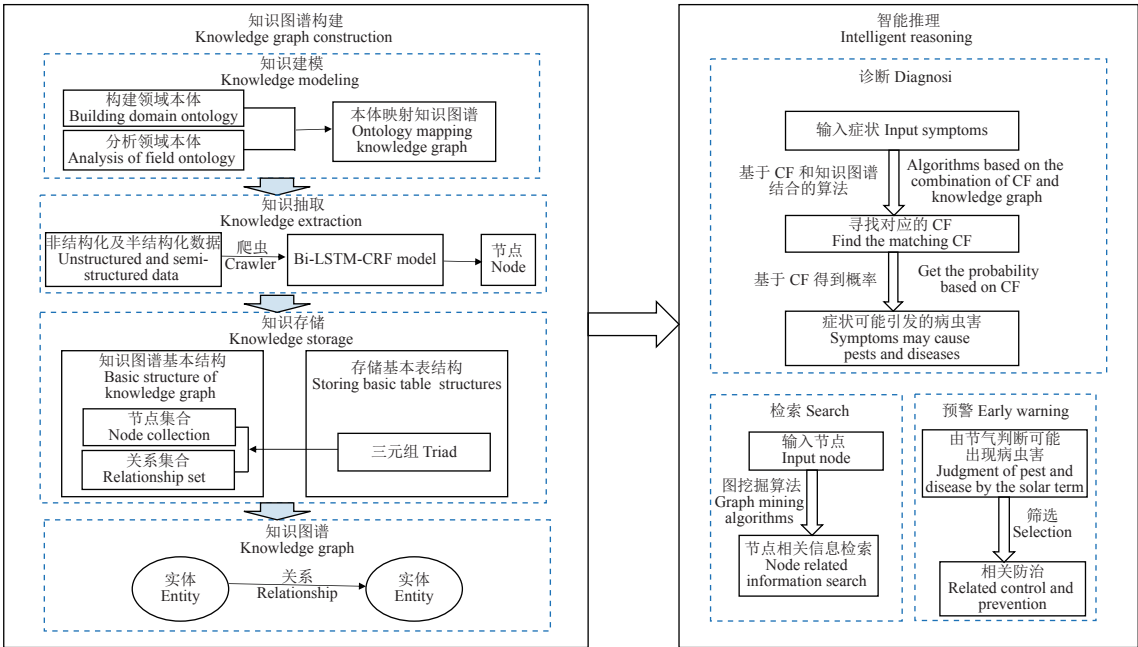 知识图谱构建
Knowledge graph construction
知识建模
Knowledge modeling
构建领域本体
Building domain ontology
分析领域本体
Analysis of field ontology
本体映射知识图谱
Ontology mapping
knowledge graph
知识抽取
Knowledge extraction
非结构化及半结构化数据
Unstructured and semi-
structured data
爬虫
Crawler
Bi-LSTM-CRF model
节点
Node
知识存储
Knowledge storage
知识图谱基本结构
Basic structure of
knowledge graph
节点集合
Node collection
关系集合
Relationship set
存储基本表结构
Storing basic table structures
三元组 Triad
知识图谱
Knowledge graph
实体
Entity
关系
Relationship
实体
Entity
智能推理
Intelligent reasoning
诊断 Diagnosi
输入症状 Input symptoms
基于 CF 和知识图谱
结合的算法
Algorithms based on the
combination of CF and
knowledge graph
寻找对应的 CF
Find the matching CF
基于 CF 得到概率
Get the probability
based on CF
症状可能引发的病虫害
Symptoms may cause
pests and diseases
检索 Search
输入节点
Input node
图挖掘算法
Graph mining
algorithms
节点相关信息检索
Node related
information search
预警 Early warning
由节气判断可能
出现病虫害
Judgment of pest and
disease by the solar term
筛选
Selection
相关防治
Related control and
prevention